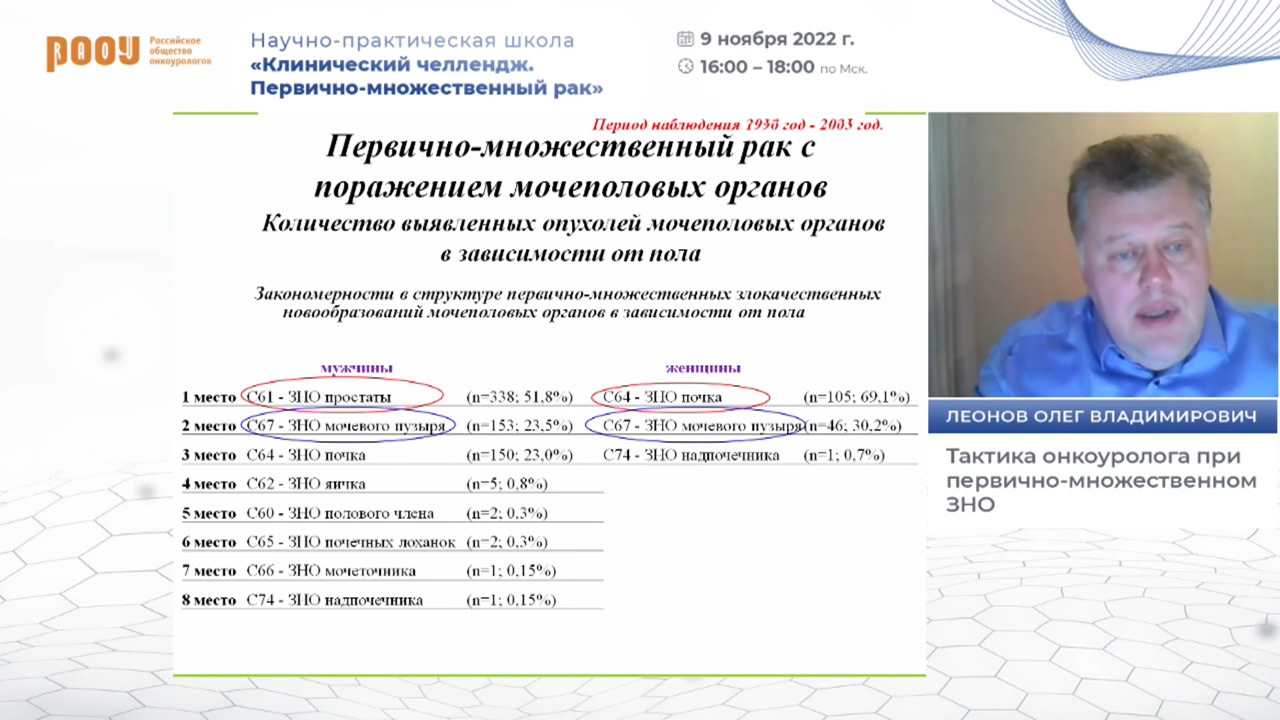 РАОУ
Российское
общество
онкоурологов
Научно-практическая школа
«Клинический челлендж.
Первично-множественный рак»
9 ноября 2022 г.
16:00 – 18:00 по Мск.
Период наблюдения год - год.
Первично-множественный рак с
поражением мочеполовых органов
Количество выявленных опухолей мочеполовых органов
в зависимости от пола
Закономерности в структуре первично-множественных злокачественных
новообразований мочеполовых органов в зависимости от пола
мужчины женщины
1 место С61 - ЗНО простаты (n=338; 51,8%) С64 - ЗНО почка (n=105; 69,1%)
2 место С67 - ЗНО мочевого пузыря (n=153; 23,5%) С67 - ЗНО мочевого пузыря (n=46; 30,2%)
3 место С64 - ЗНО почка (n=150; 23,0%) С74 - ЗНО надпочечника (n=1; 0,7%)
4 место С62 - ЗНО яичка (n=5; 0,8%)
5 место С60 - ЗНО полового члена (n=2; 0,3%)
6 место С65 - ЗНО почечных лоханок (n=2; 0,3%)
7 место С66 - ЗНО мочеточника (n=1; 0,15%)
8 место С74 - ЗНО надпочечника (n=1; 0,15%)
ЛЕОНОВ ОЛЕГ ВЛАДИМИРОВИЧ
Тактика онкоуролога при
первично-множественном
ЗНО